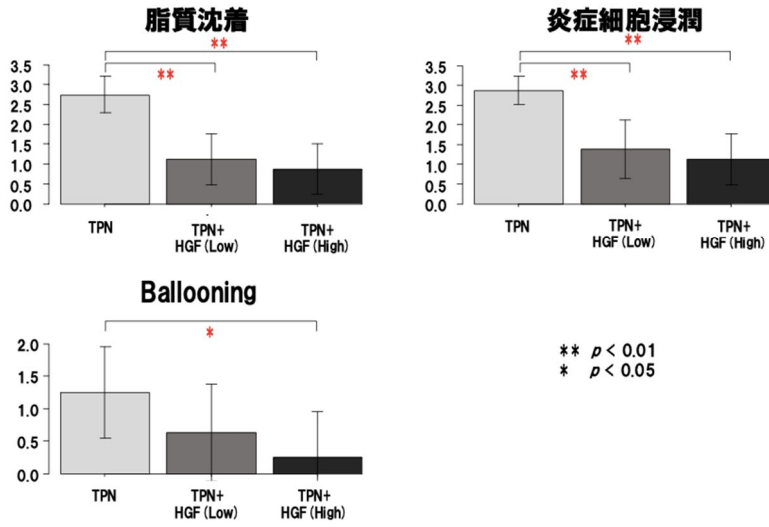 脂質沈着
**
**
3.5
3.0
2.5
2.0
1.5
1.0
0.5
0.0
TPN
TPN+
HGF (Low)
TPN+
HGF (High)
炎症細胞浸潤
**
**
3.5
3.0
2.5
2.0
1.5
1.0
0.5
0.0
TPN
TPN+
HGF (Low)
TPN+
HGF (High)
Ballooning
*
2.0
1.5
1.0
0.5
0.0
TPN
TPN+
HGF (Low)
TPN+
HGF (High)
** p < 0.01
* p < 0.05